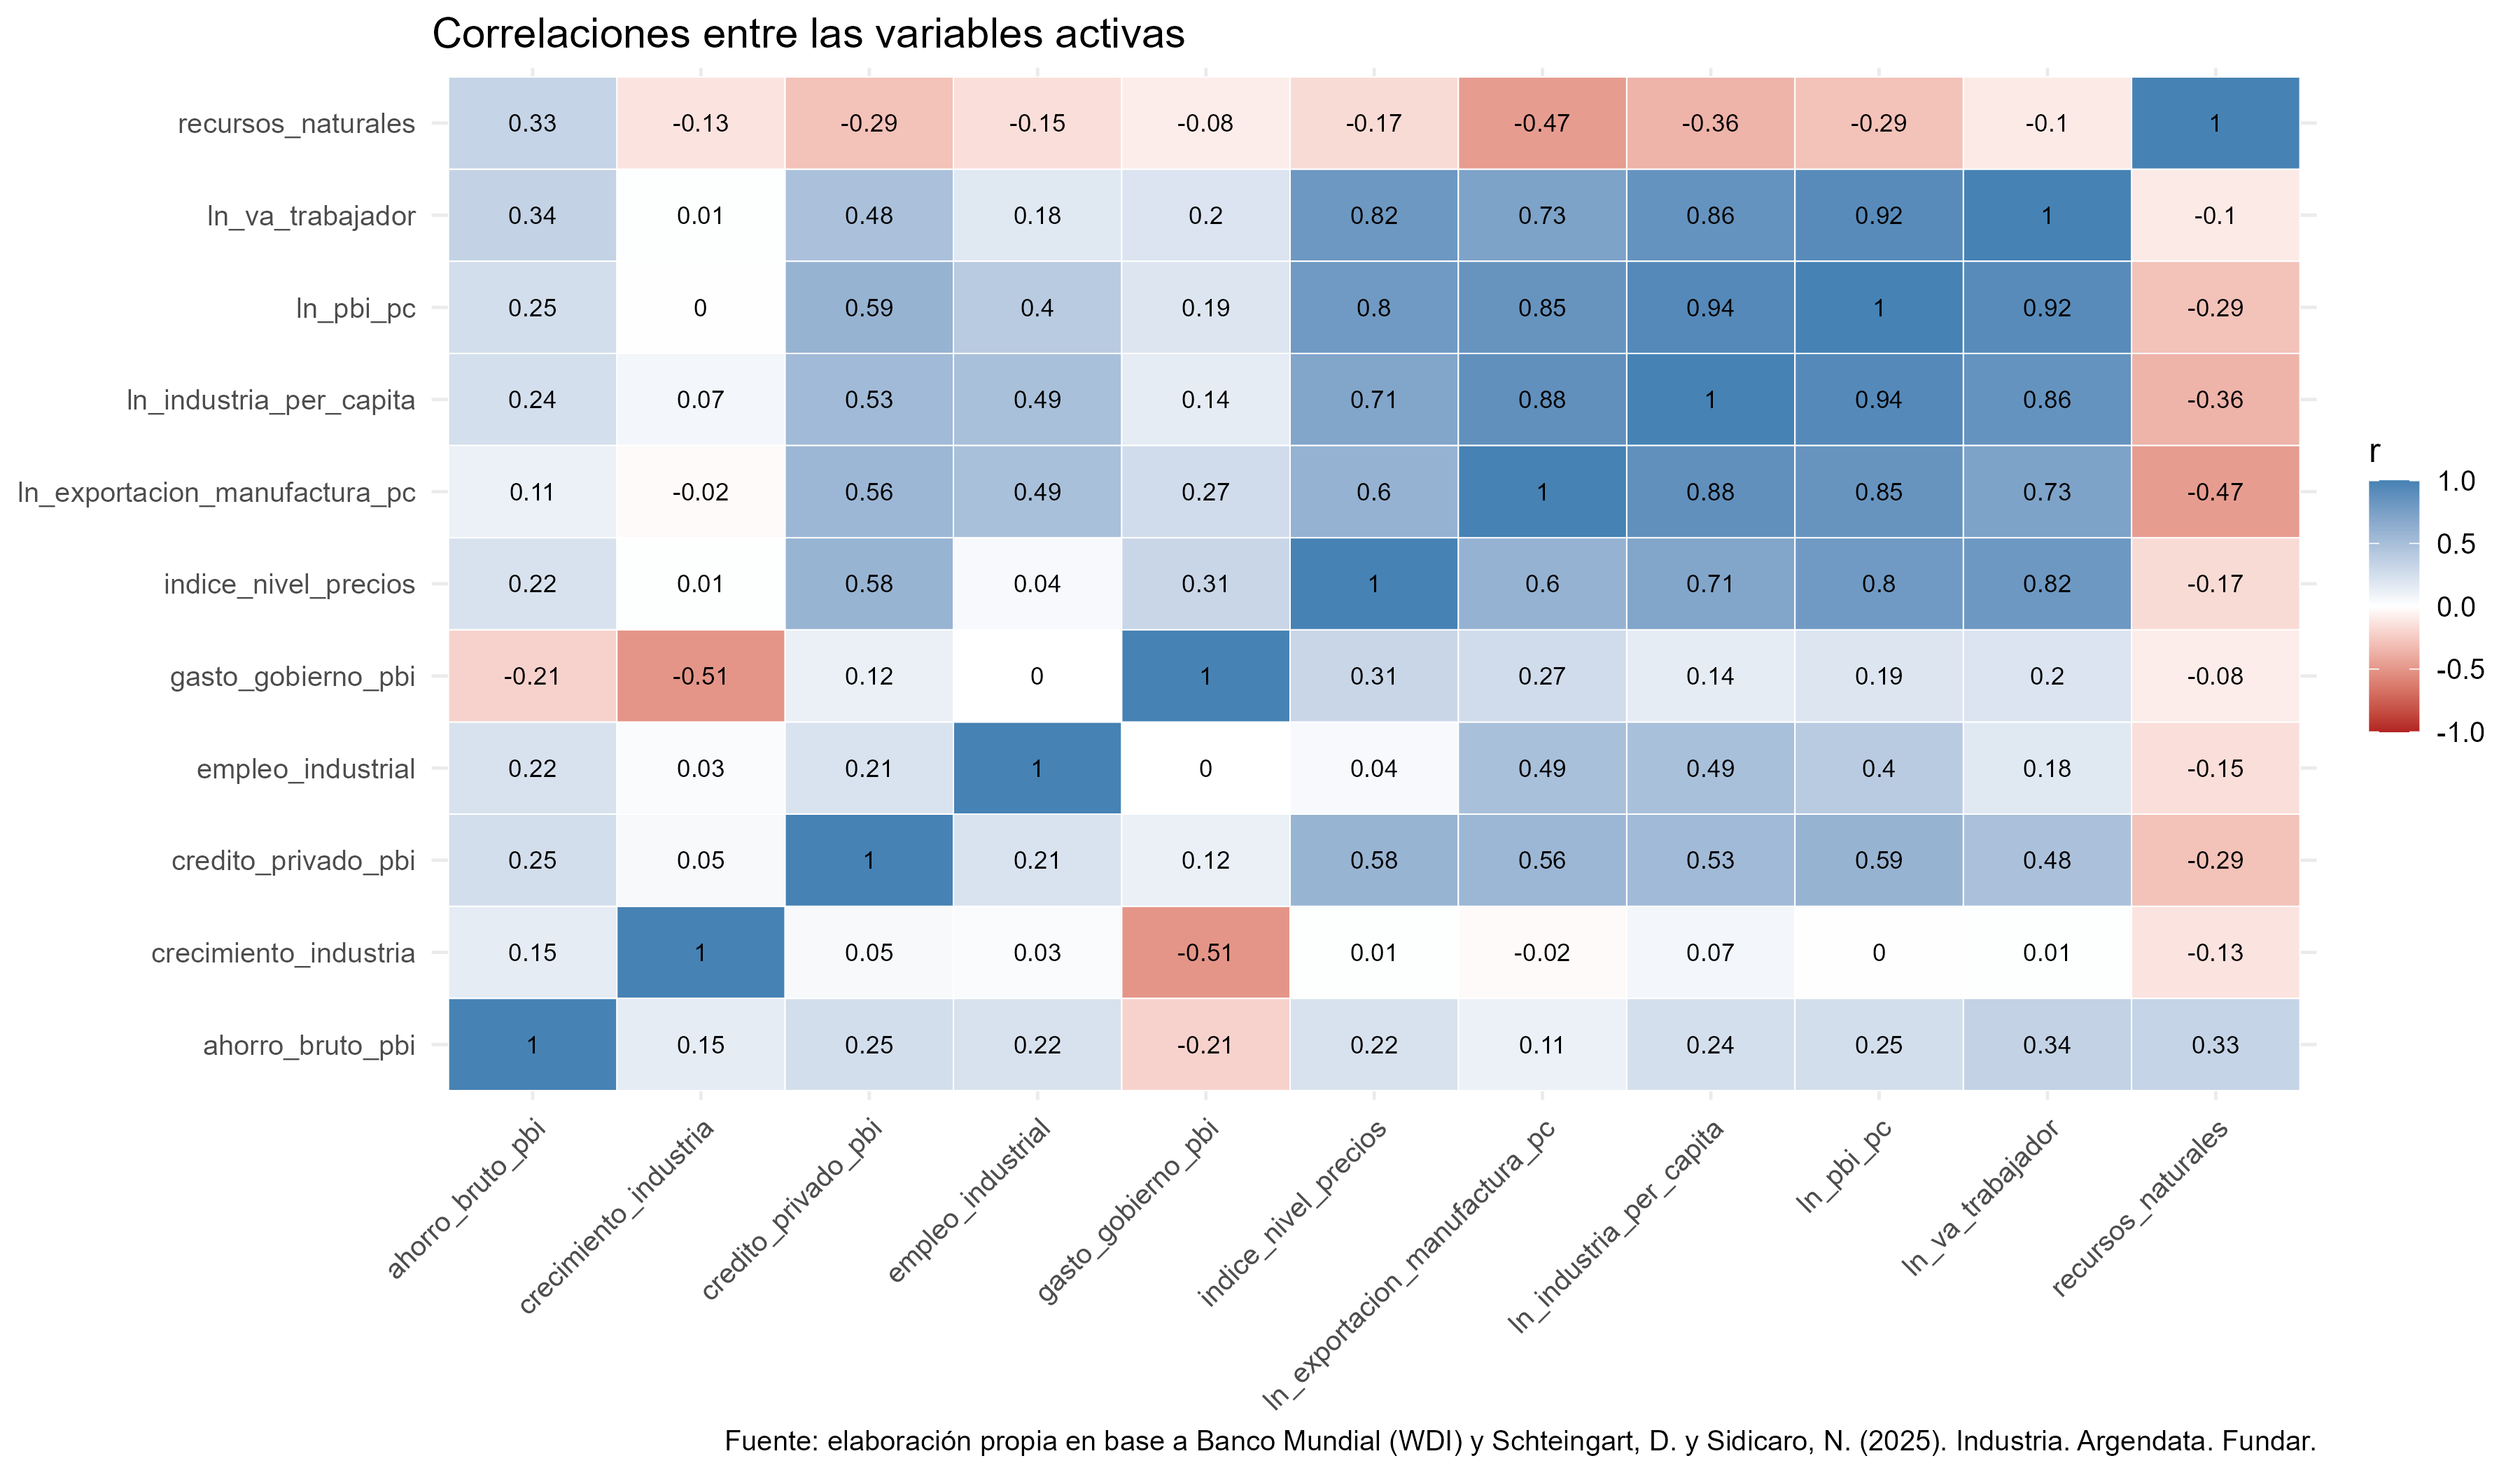 Correlaciones entre las variables activas
recursos_naturales 0.33 -0.13 -0.29 -0.15 -0.08 -0.17 -0.47 -0.36 -0.29 -0.1 1
ln_va_trabajador 0.34 0.01 0.48 0.18 0.2 0.82 0.73 0.86 0.92 1 -0.1
ln_pbi_pc 0.25 0 0.59 0.4 0.19 0.8 0.85 0.94 1 0.92 -0.29
ln_industria_per_capita 0.24 0.07 0.53 0.49 0.14 0.71 0.88 1 0.94 0.86 -0.36
ln_exportacion_manufactura_pc 0.11 -0.02 0.56 0.49 0.27 0.6 1 0.88 0.85 0.73 -0.47
indice_nivel_precios 0.22 0.01 0.58 0.04 0.31 1 0.6 0.71 0.8 0.82 -0.17
gasto_gobierno_pbi -0.21 -0.51 0.12 0 1 0.31 0.27 0.14 0.19 0.2 -0.08
empleo_industrial 0.22 0.03 0.21 1 0 0.04 0.49 0.49 0.4 0.18 -0.15
credito_privado_pbi 0.25 0.05 1 0.21 0.12 0.58 0.56 0.53 0.59 0.48 -0.29
crecimiento_industria 0.15 1 0.05 0.03 -0.51 0.01 -0.02 0.07 0 0.01 -0.13
ahorro_bruto_pbi 1 0.15 0.25 0.22 -0.21 0.22 0.11 0.24 0.25 0.34 0.33
ahorro_bruto_pbi
crecimiento_industria
credito_privado_pbi
empleo_industrial
gasto_gobierno_pbi
indice_nivel_precios
ln_exportacion_manufactura_pc
ln_industria_per_capita
ln_pbi_pc
ln_va_trabajador
recursos_naturales
r
1.0
0.5
0.0
-0.5
-1.0
Fuente: elaboración propia en base a Banco Mundial (WDI) y Schteingart, D. y Sidicaro, N. (2025). Industria. Argendata. Fundar.